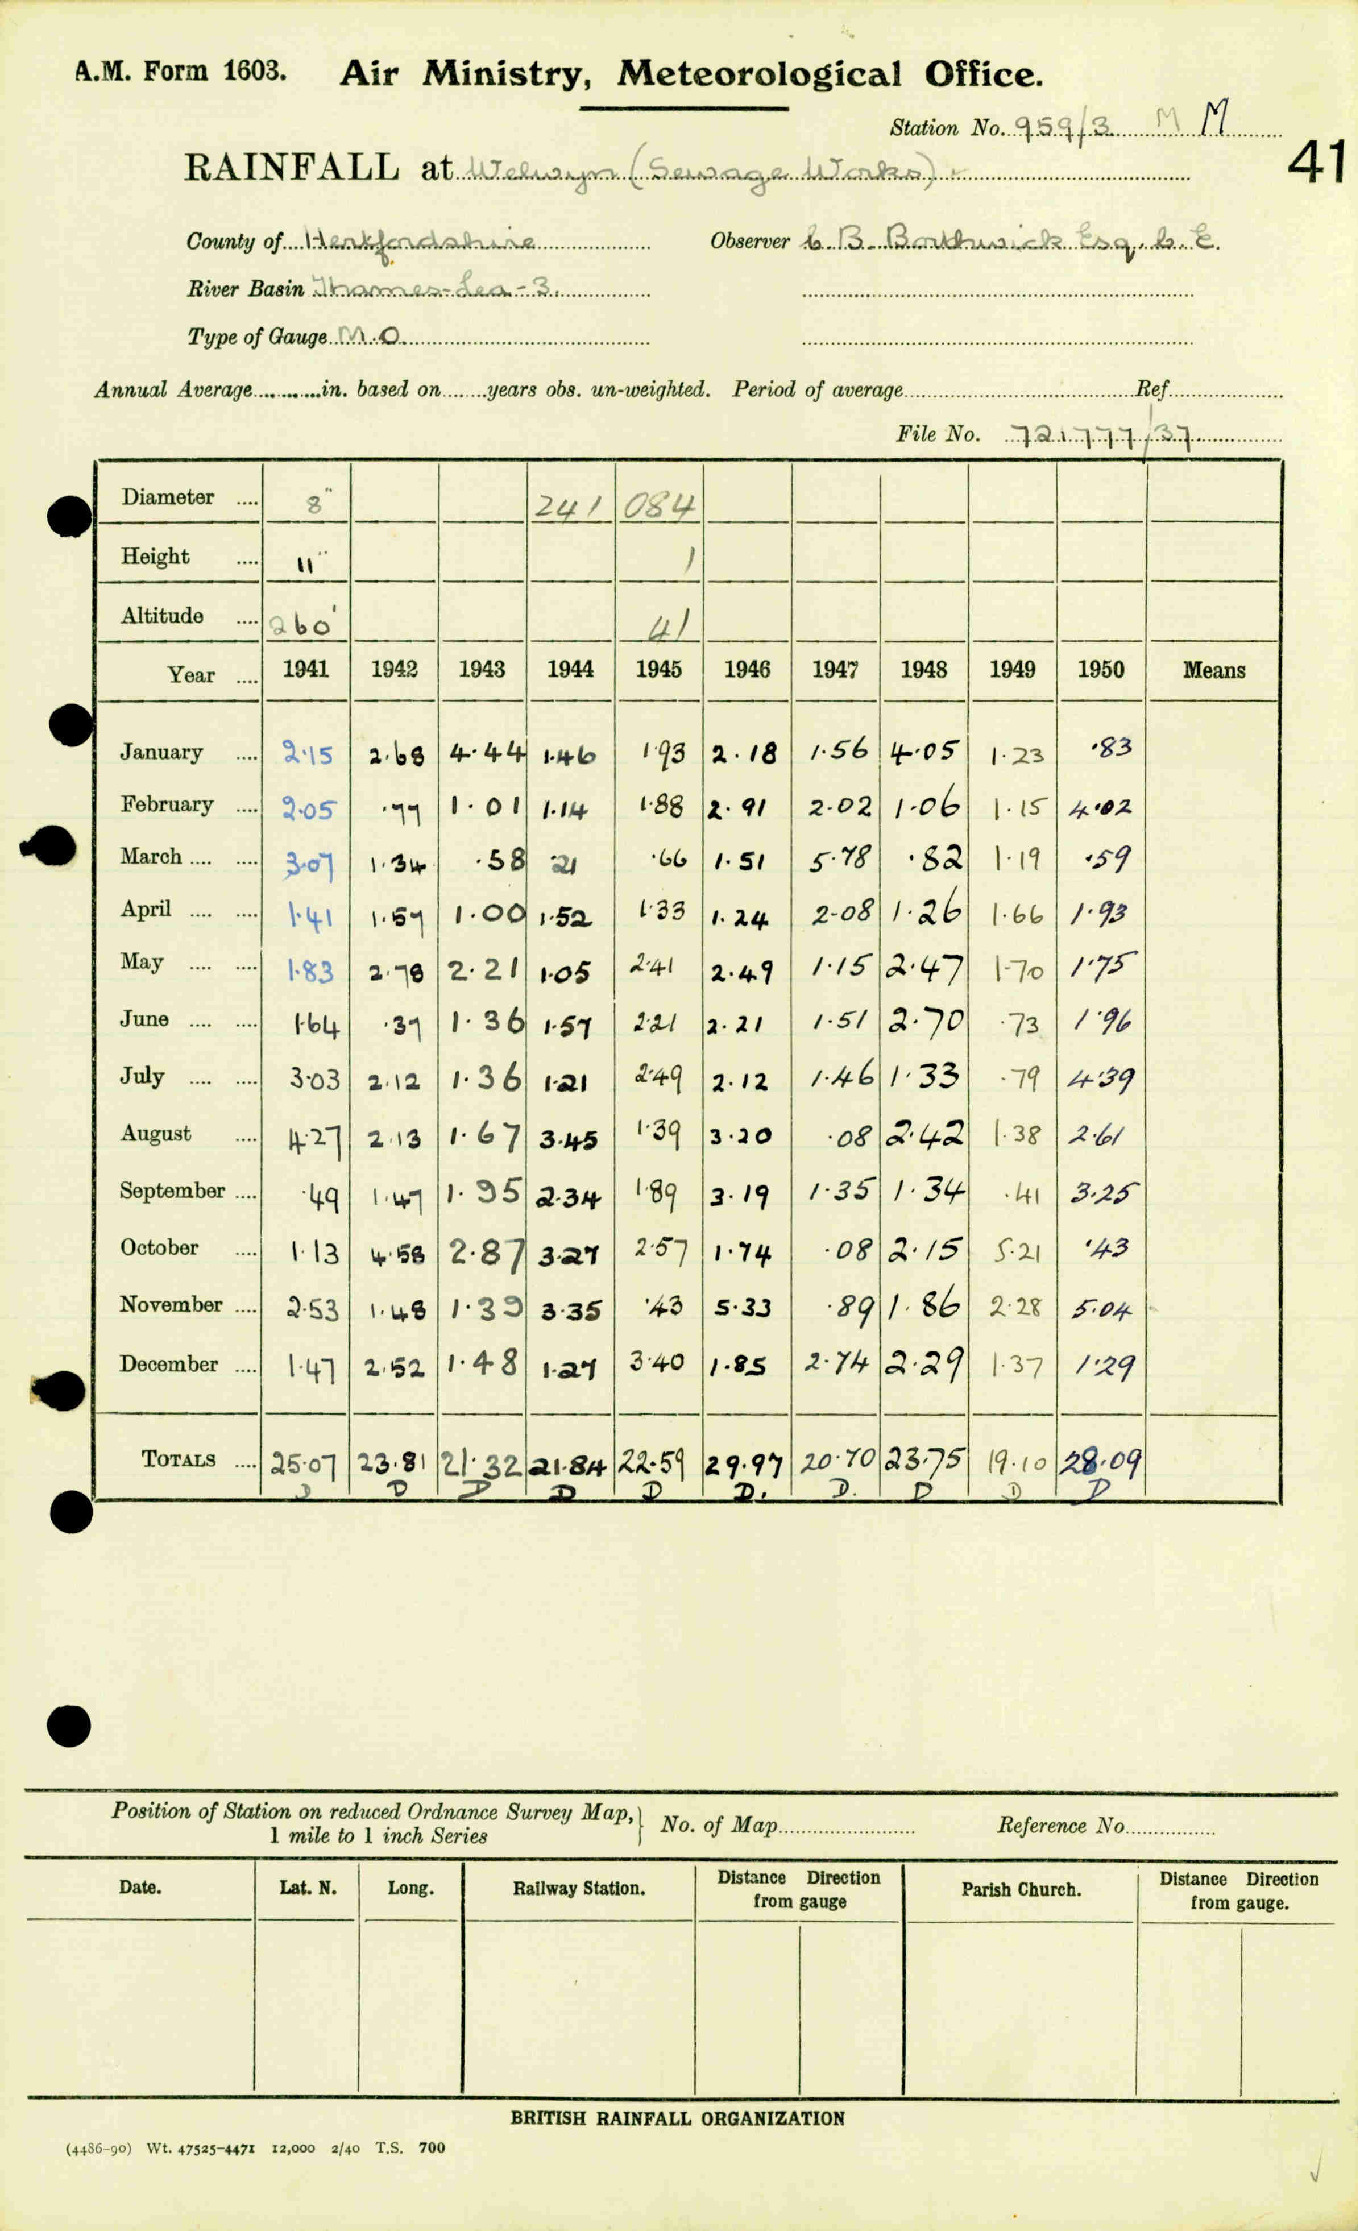 A.M. Form 1603. Air Ministry, Meteorological Office.
Station No. 959/3 M M
41
RAINFALL at Welwyn (Sewage Works)
County of Hertfordshire Observer C. B. Borthwick Esq. C. E.
River Basin Thames-Lea-3.
Type of Gauge M.O.
Annual Average in. based on years obs. un-weighted. Period of average Ref.
File No. 721777/37
Diameter .... 8" 241 084
Height .... 11" 1
Altitude .... 260' 41
Year .... 1941 1942 1943 1944 1945 1946 1947 1948 1949 1950 Means
January .... 2.15 2.68 4.44 1.46 1.93 2.18 1.56 4.05 1.23 .83
February .... 2.05 .77 1.01 1.14 1.88 2.91 2.02 1.06 1.15 4.02
March .... .... 3.07 1.34 .58 .21 .66 1.51 5.78 .82 1.19 .59
April .... .... 1.41 1.57 1.00 1.52 1.33 1.24 2.08 1.26 1.66 1.93
May .... .... 1.83 2.78 2.21 1.05 2.41 2.49 1.15 2.47 1.70 1.75
June .... .... 1.64 .37 1.36 1.57 2.21 2.21 1.51 2.70 .73 1.96
July .... .... 3.03 2.12 1.36 1.21 2.49 2.12 1.46 1.33 .79 4.39
August .... 4.27 2.13 1.67 3.45 1.39 3.20 .08 2.42 1.38 2.61
September .... .49 1.47 1.95 2.34 1.89 3.19 1.35 1.34 .41 3.25
October .... 1.13 4.58 2.87 3.27 2.57 1.74 .08 2.15 5.21 .43
November .... 2.53 1.48 1.39 3.35 .43 5.33 .89 1.86 2.28 5.04
December .... 1.47 2.52 1.48 1.27 3.40 1.85 2.74 2.29 1.37 1.29
TOTALS .... 25.07 23.81 21.32 21.84 22.59 29.97 20.70 23.75 19.10 28.09
D D D D D D. D. D D D
Position of Station on reduced Ordnance Survey Map, 1 mile to 1 inch Series } No. of Map Reference No.
Date. Lat. N. Long. Railway Station. Distance Direction from gauge Parish Church. Distance Direction from gauge.
BRITISH RAINFALL ORGANIZATION
(4486-90) Wt. 47525-4471 12,000 2/40 T.S. 700